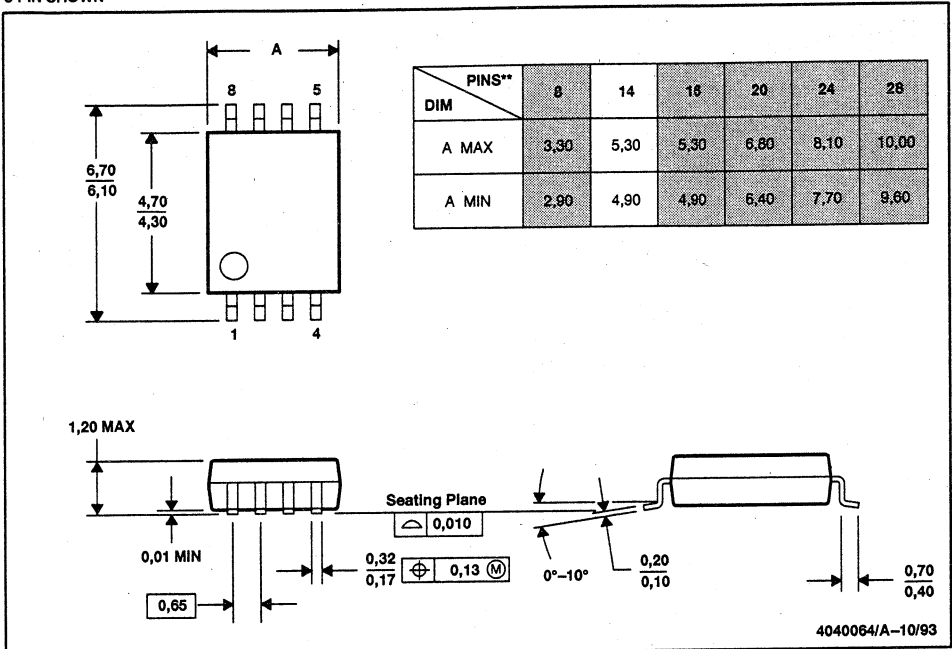 A
8 5
6,70
6,10
4,70
4,30
1 4
PINS** 8 14 16 20 24 28
DIM
A MAX 3,30 5,30 5,30 6,80 8,10 10,00
A MIN 2,90 4,90 4,90 6,40 7,70 9,60
1,20 MAX
Seating Plane
0,010
0,01 MIN
0,32
0,17
0,13 Ⓜ
0°–10°
0,20
0,10
0,70
0,40
0,65
4040064/A–10/93